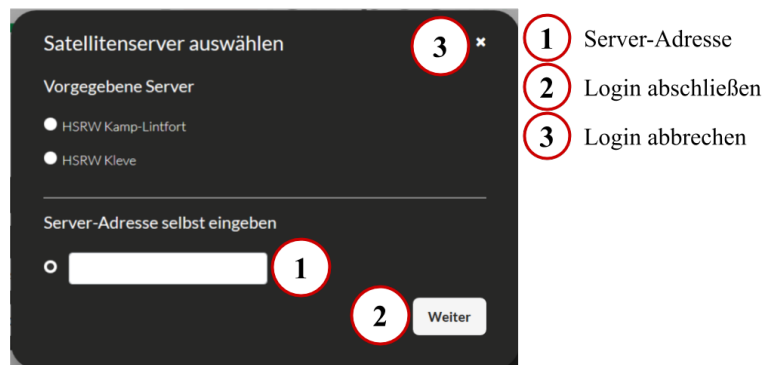 Satellitenserver auswählen
3
×
Vorgegebene Server
HSRW Kamp-Lintfort
HSRW Kleve
Server-Adresse selbst eingeben
1
2
Weiter
1 Server-Adresse
2 Login abschließen
3 Login abbrechen